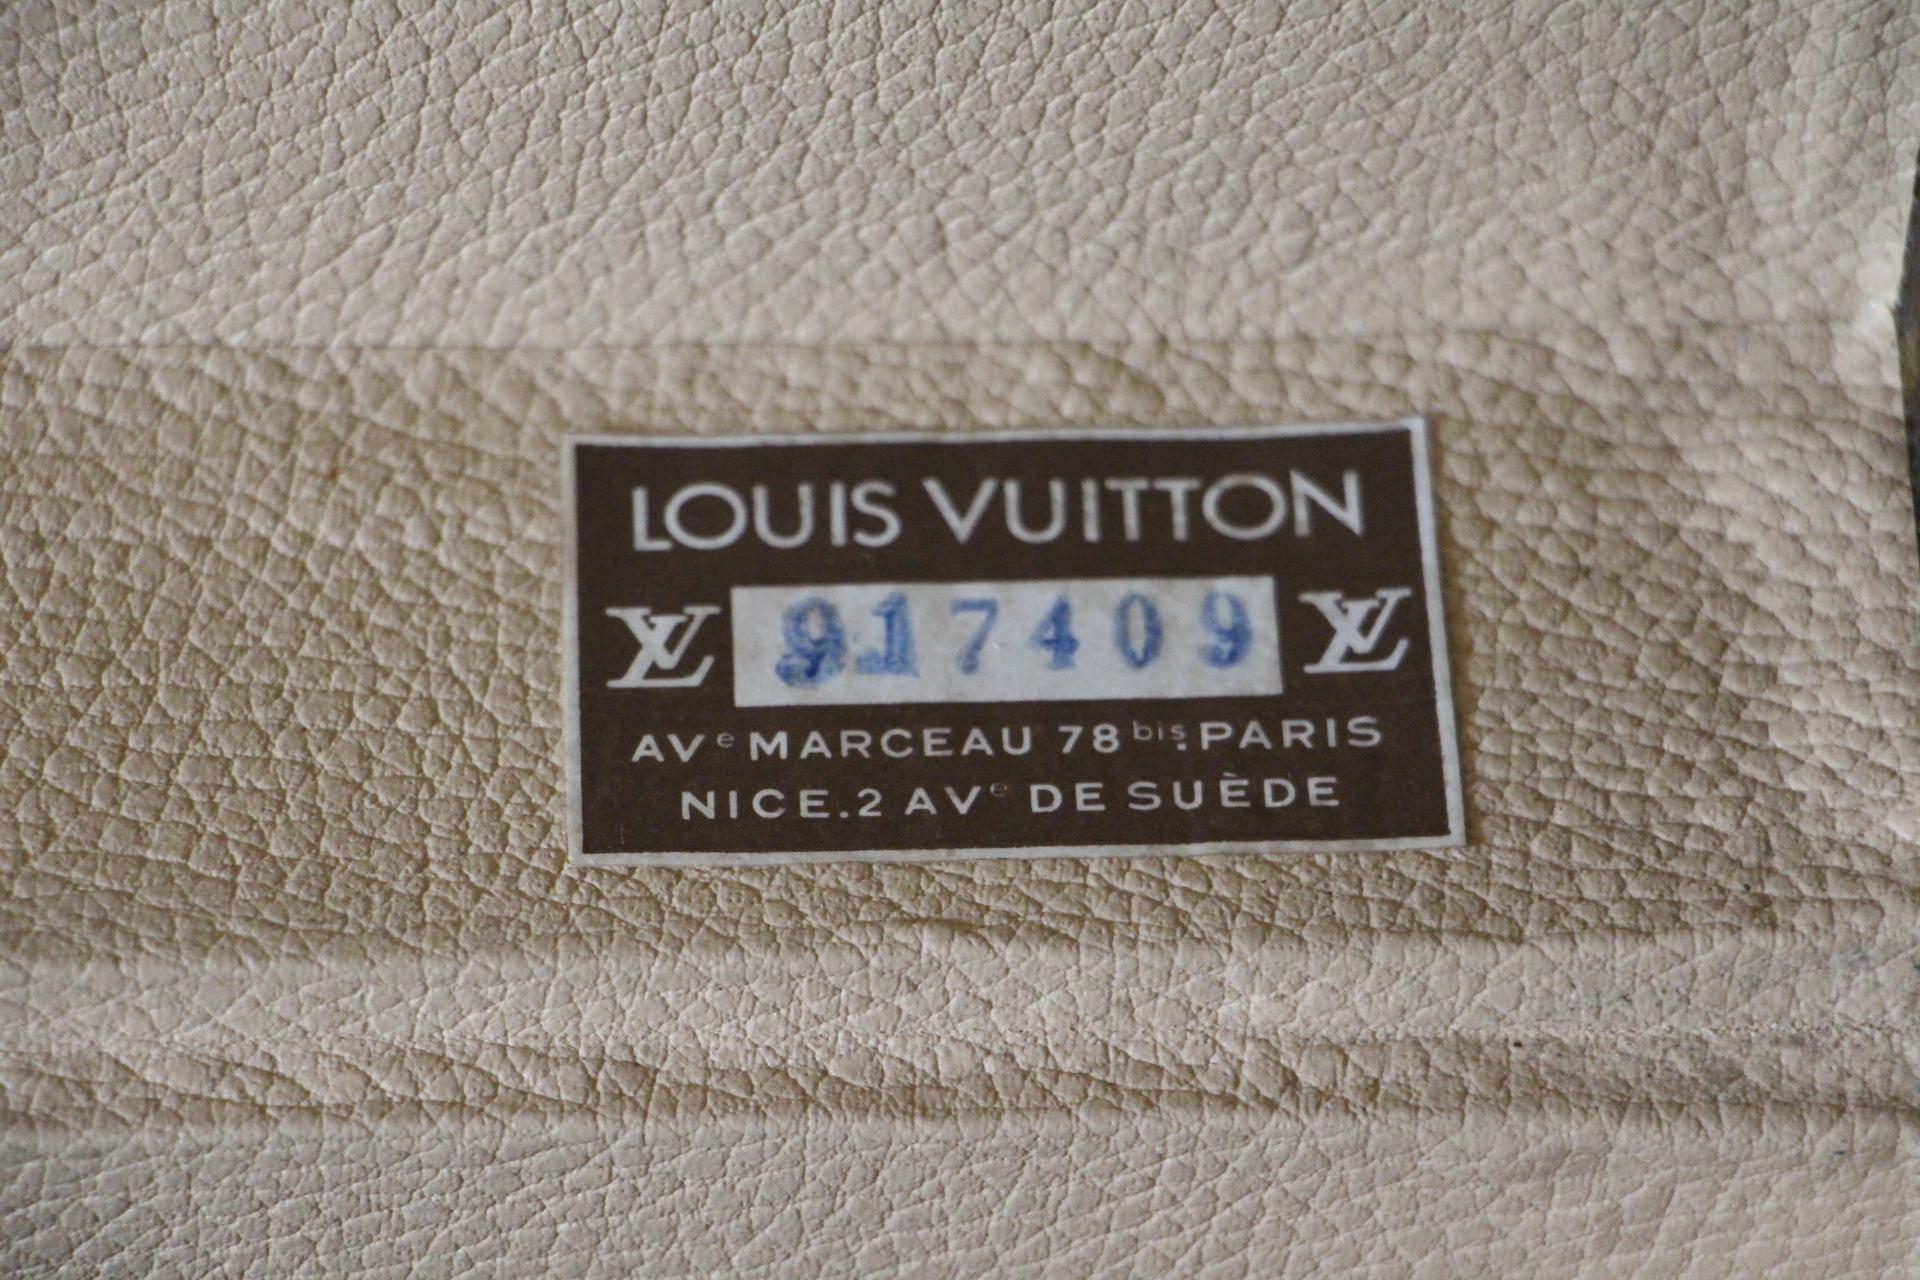 LOUIS VUITTON
LV 917409 LV
AVe MARCEAU 78 bis. PARIS
NICE.2 AVe DE SUÈDE